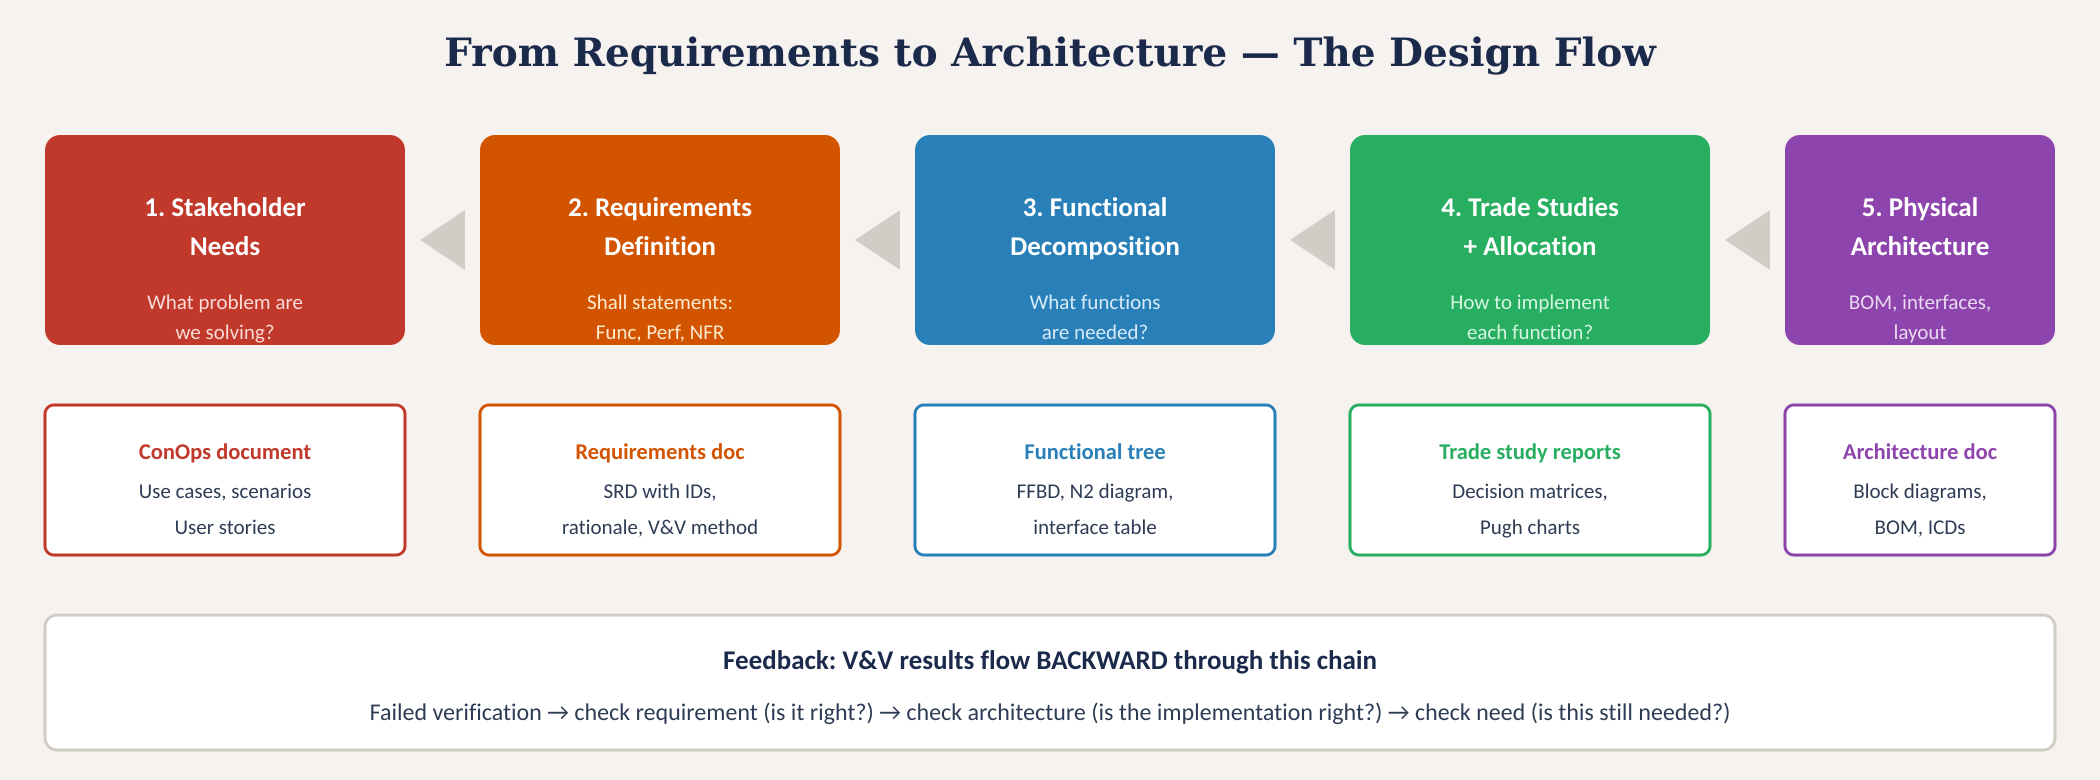 From Requirements to Architecture — The Design Flow
1. Stakeholder
Needs
What problem are
we solving?
2. Requirements
Definition
Shall statements:
Func, Perf, NFR
3. Functional
Decomposition
What functions
are needed?
4. Trade Studies
+ Allocation
How to implement
each function?
5. Physical
Architecture
BOM, interfaces,
layout
ConOps document
Use cases, scenarios
User stories
Requirements doc
SRD with IDs,
rationale, V&V method
Functional tree
FFBD, N2 diagram,
interface table
Trade study reports
Decision matrices,
Pugh charts
Architecture doc
Block diagrams,
BOM, ICDs
Feedback: V&V results flow BACKWARD through this chain
Failed verification → check requirement (is it right?) → check architecture (is the implementation right?) → check need (is this still needed?)